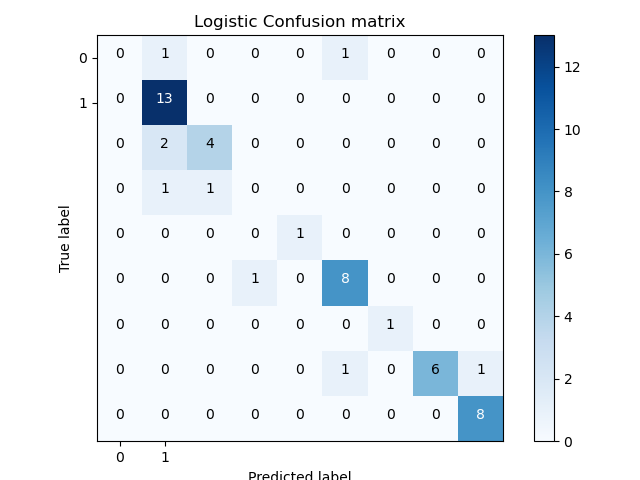 Logistic Confusion matrix
0 0 1 0 0 0 1 0 0 0
1 0 13 0 0 0 0 0 0 0
0 2 4 0 0 0 0 0 0
0 1 1 0 0 0 0 0 0
0 0 0 0 1 0 0 0 0
0 0 0 1 0 8 0 0 0
0 0 0 0 0 0 1 0 0
0 0 0 0 0 1 0 6 1
0 0 0 0 0 0 0 0 8
0 1
True label
Predicted label
12
10
8
6
4
2
0